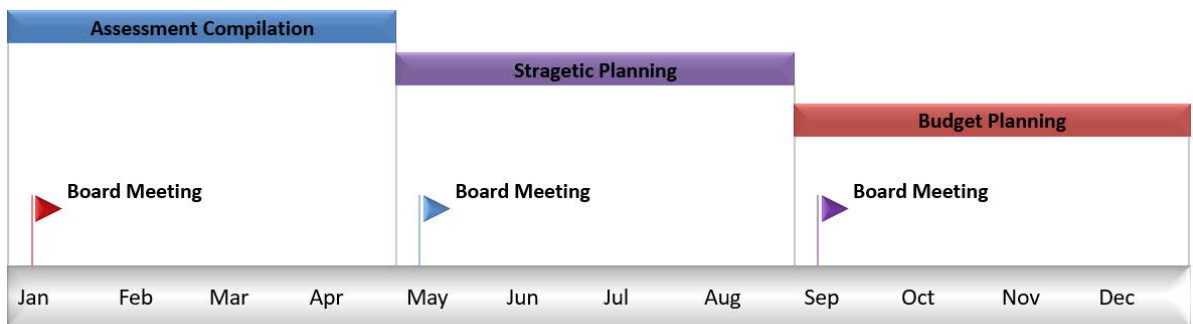 Assessment Compilation
Stragetic Planning
Budget Planning
Board Meeting Board Meeting Board Meeting
Jan Feb Mar Apr May Jun Jul Aug Sep Oct Nov Dec